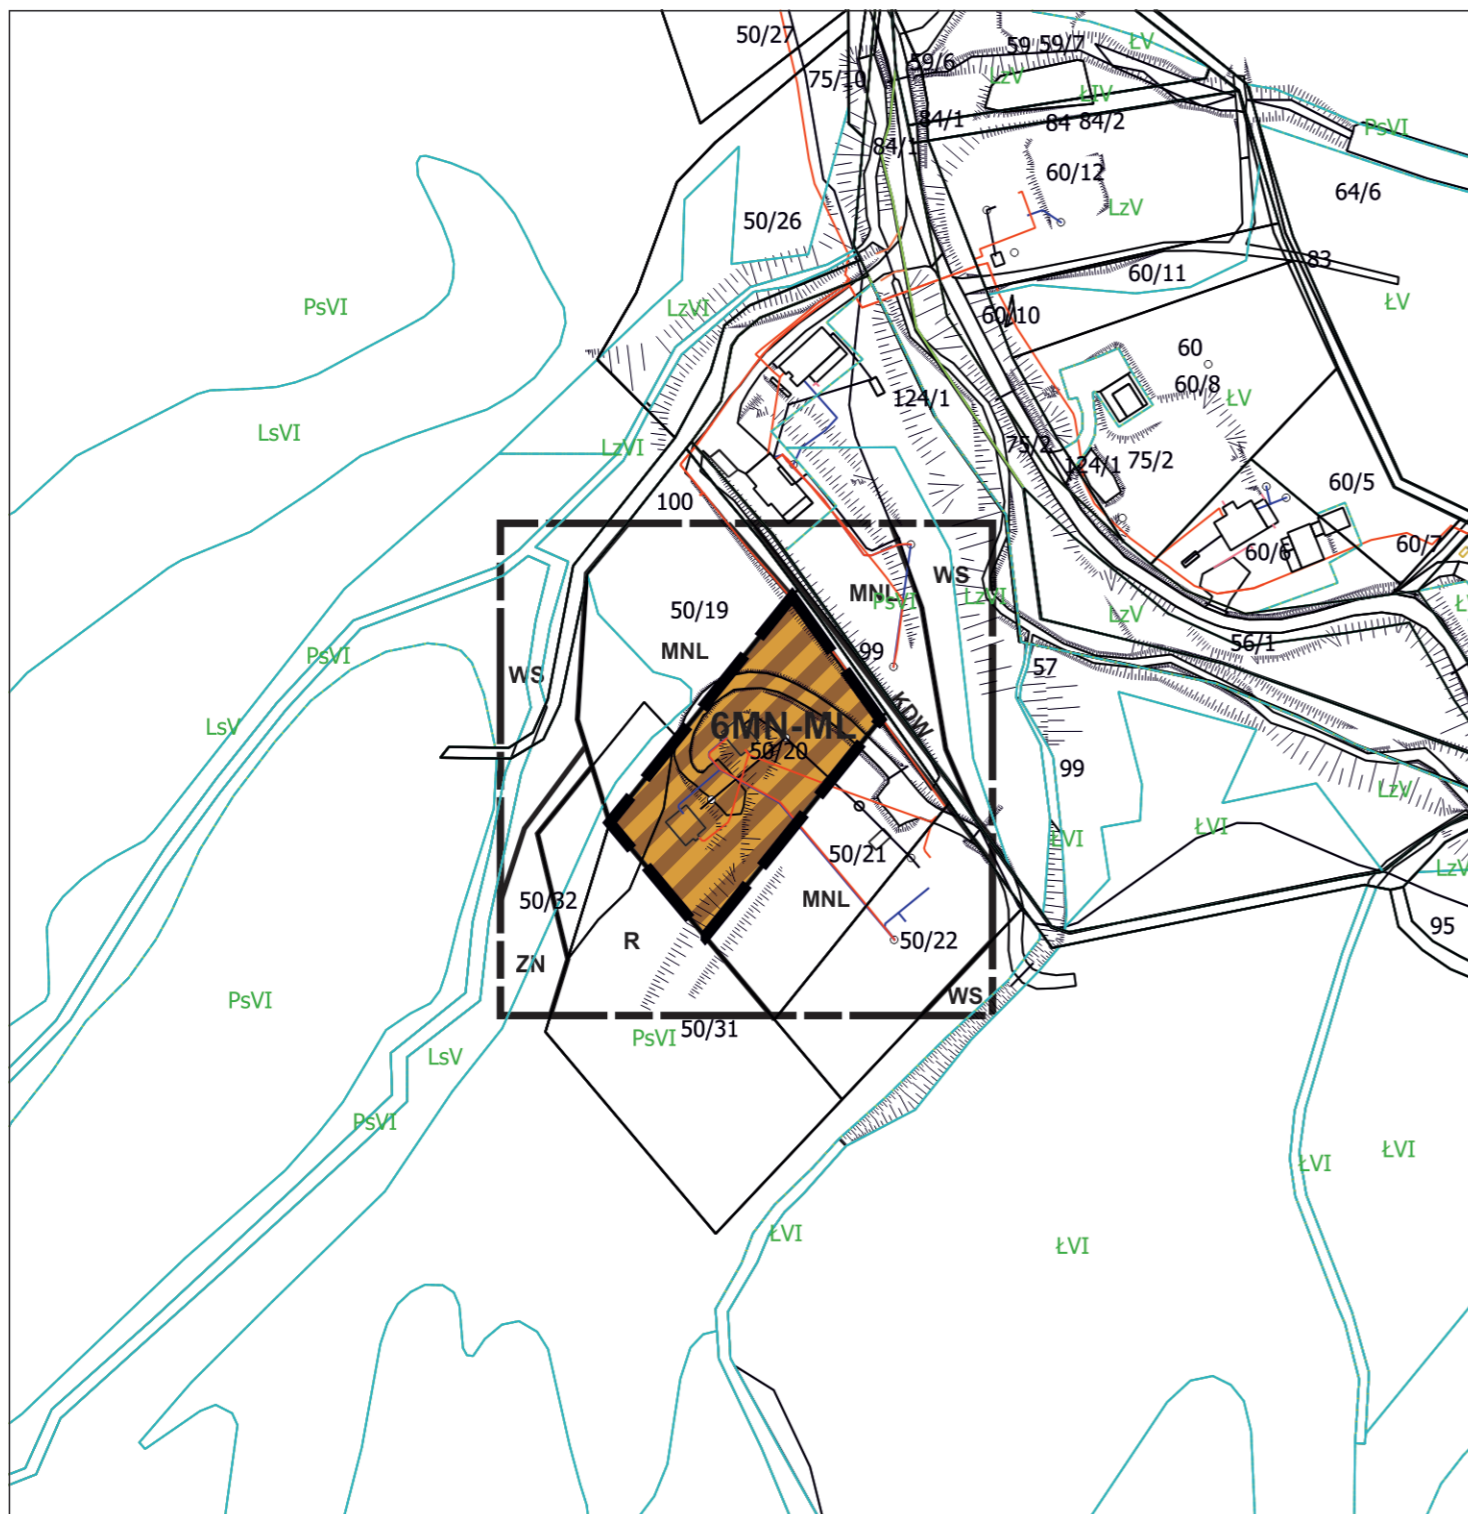 50/27
59/6
59
59/7
ŁV
75/10
LzV
ŁIV
84/1
84
84/2
PsVI
84/1
60/12
64/6
LzV
50/26
83
60/11
PsVI
LzVI
ŁV
60/10
60
60/8
124/1
ŁV
LsVI
LzVI
75/2
124/1
75/2
60/5
100
60/6
60/7
WS
MNL
PsVI
LzVI
50/19
LzV
56/1
PsVI
MNL
99
57
WS
LsV
6MN-ML
KDW
50/20
99
LzV
ŁVI
ŁVI
50/21
LzV
50/32
MNL
95
R
50/22
ZN
PsVI
WS
PsVI
50/31
LsV
PsVI
ŁVI
ŁVI
ŁVI
ŁVI